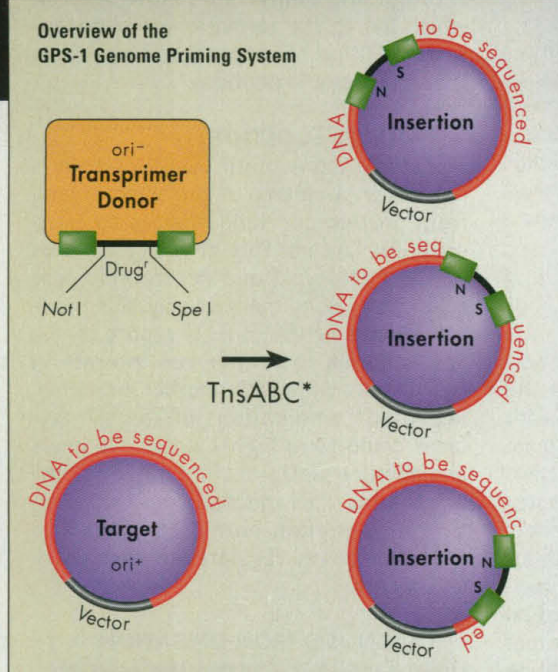 Overview of the
GPS-1 Genome Priming System
ori⁻
Transprimer
Donor
Drugʳ
Not I
Spe I
TnsABC*
DNA to be sequenced
Target
ori⁺
Vector
DNA to be sequenced
N
S
Insertion
Vector
DNA to be seq uenced
N
S
Insertion
Vector
DNA to be sequenc ed
Insertion
N
S
Vector